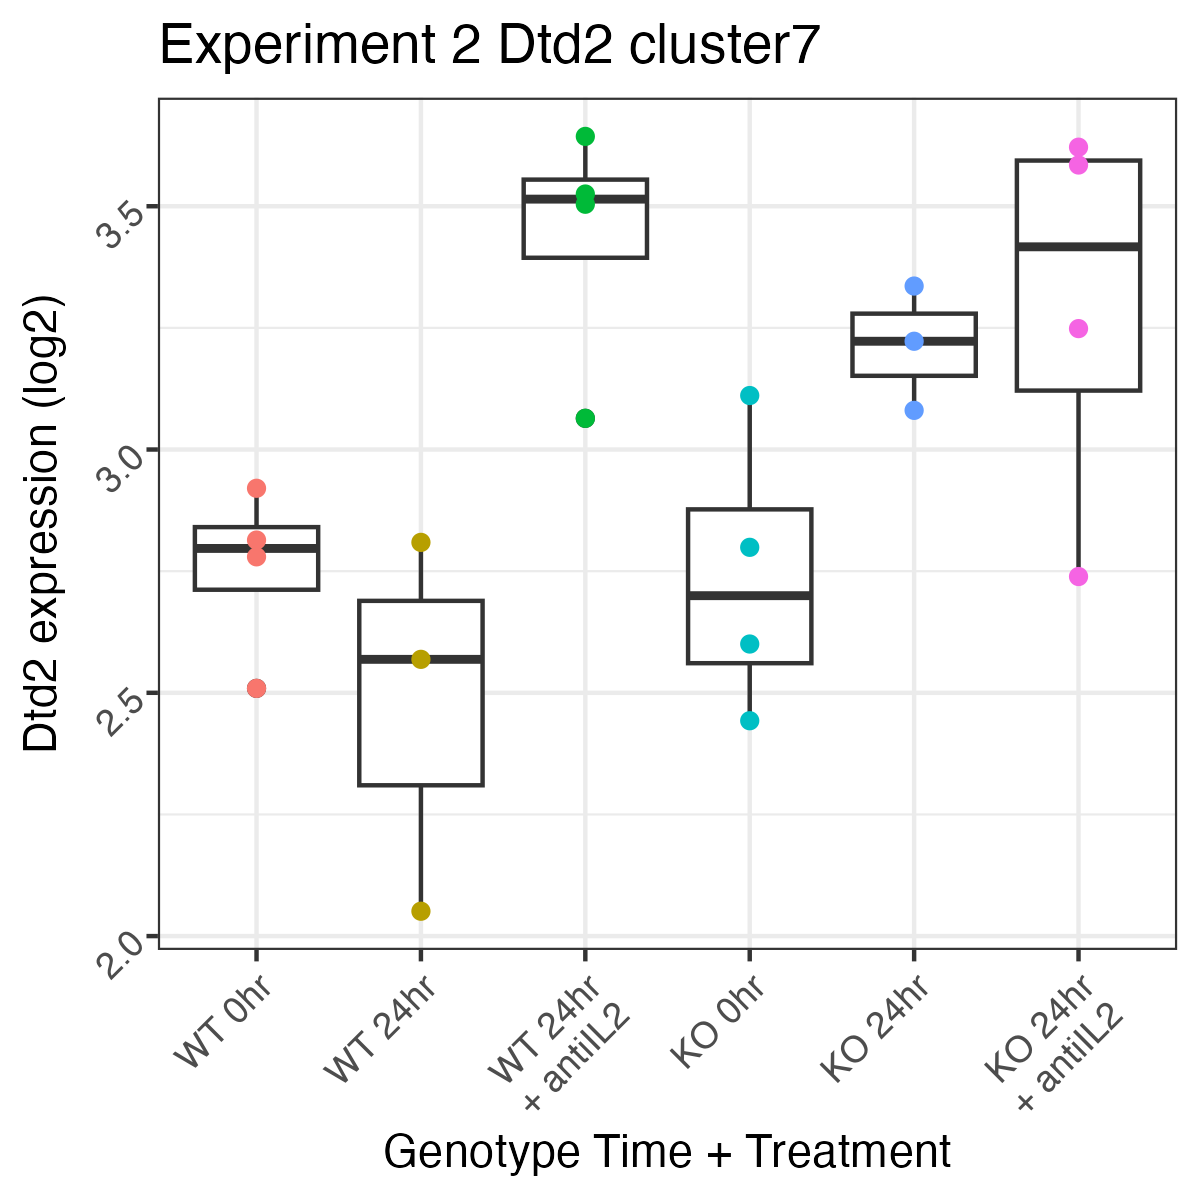 Experiment 2 Dtd2 cluster7
Dtd2 expression (log2)
3.5
3.0
2.5
2.0
WT 0hr
WT 24hr
WT 24hr
+ antiIL2
KO 0hr
KO 24hr
KO 24hr
+ antiIL2
Genotype Time + Treatment